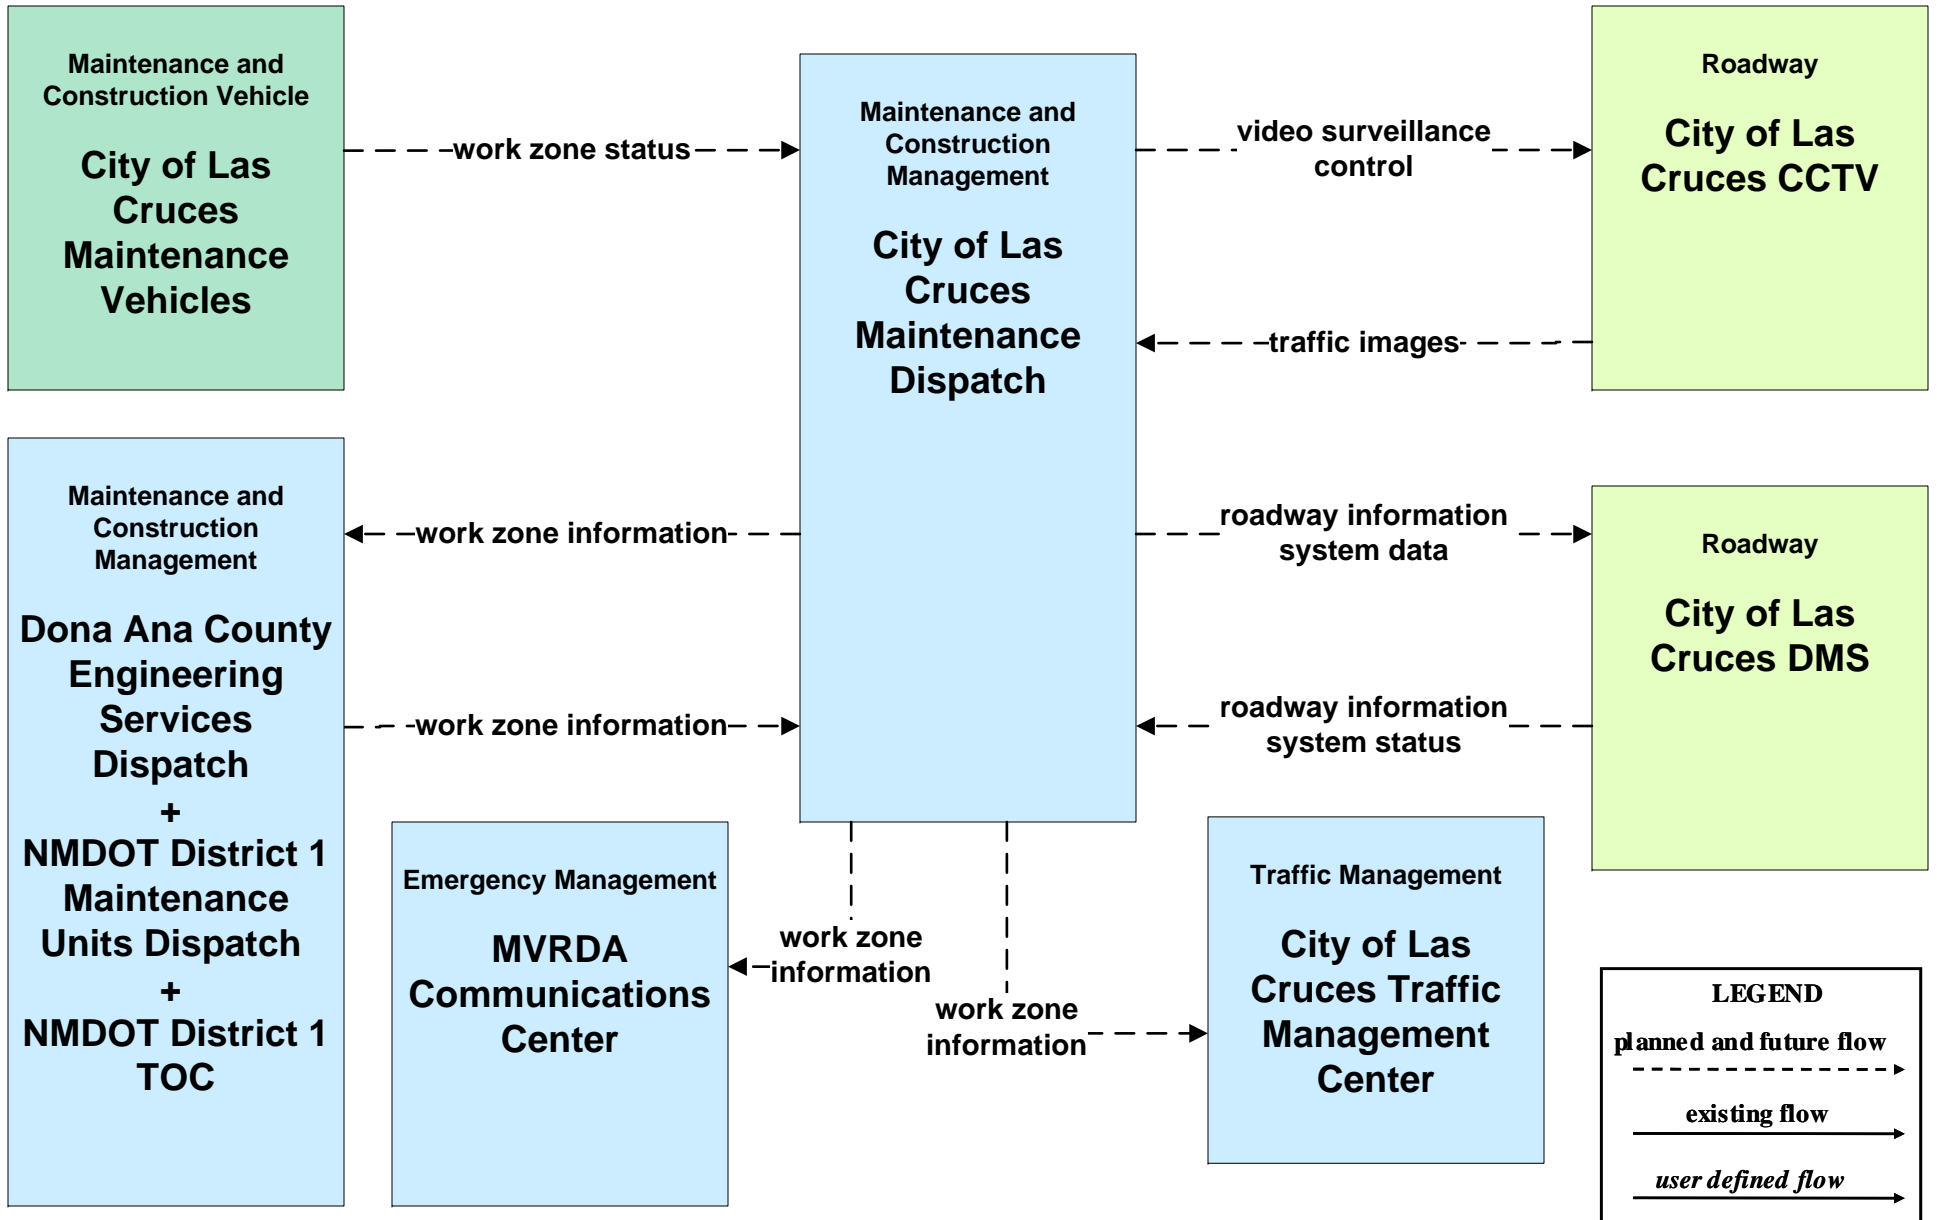 Maintenance and
Construction Vehicle
City of Las
Cruces
Maintenance
Vehicles
work zone status
Maintenance and
Construction
Management
City of Las
Cruces
Maintenance
Dispatch
video surveillance
control
traffic images
Roadway
City of Las
Cruces CCTV
Maintenance and
Construction
Management
Dona Ana County
Engineering
Services
Dispatch
+
NMDOT District 1
Maintenance
Units Dispatch
+
NMDOT District 1
TOC
work zone information
work zone information
roadway information
system data
roadway information
system status
Roadway
City of Las
Cruces DMS
Emergency Management
MVRDA
Communications
Center
work zone
information
work zone
information
Traffic Management
City of Las
Cruces Traffic
Management
Center
LEGEND
planned and future flow
existing flow
user defined flow